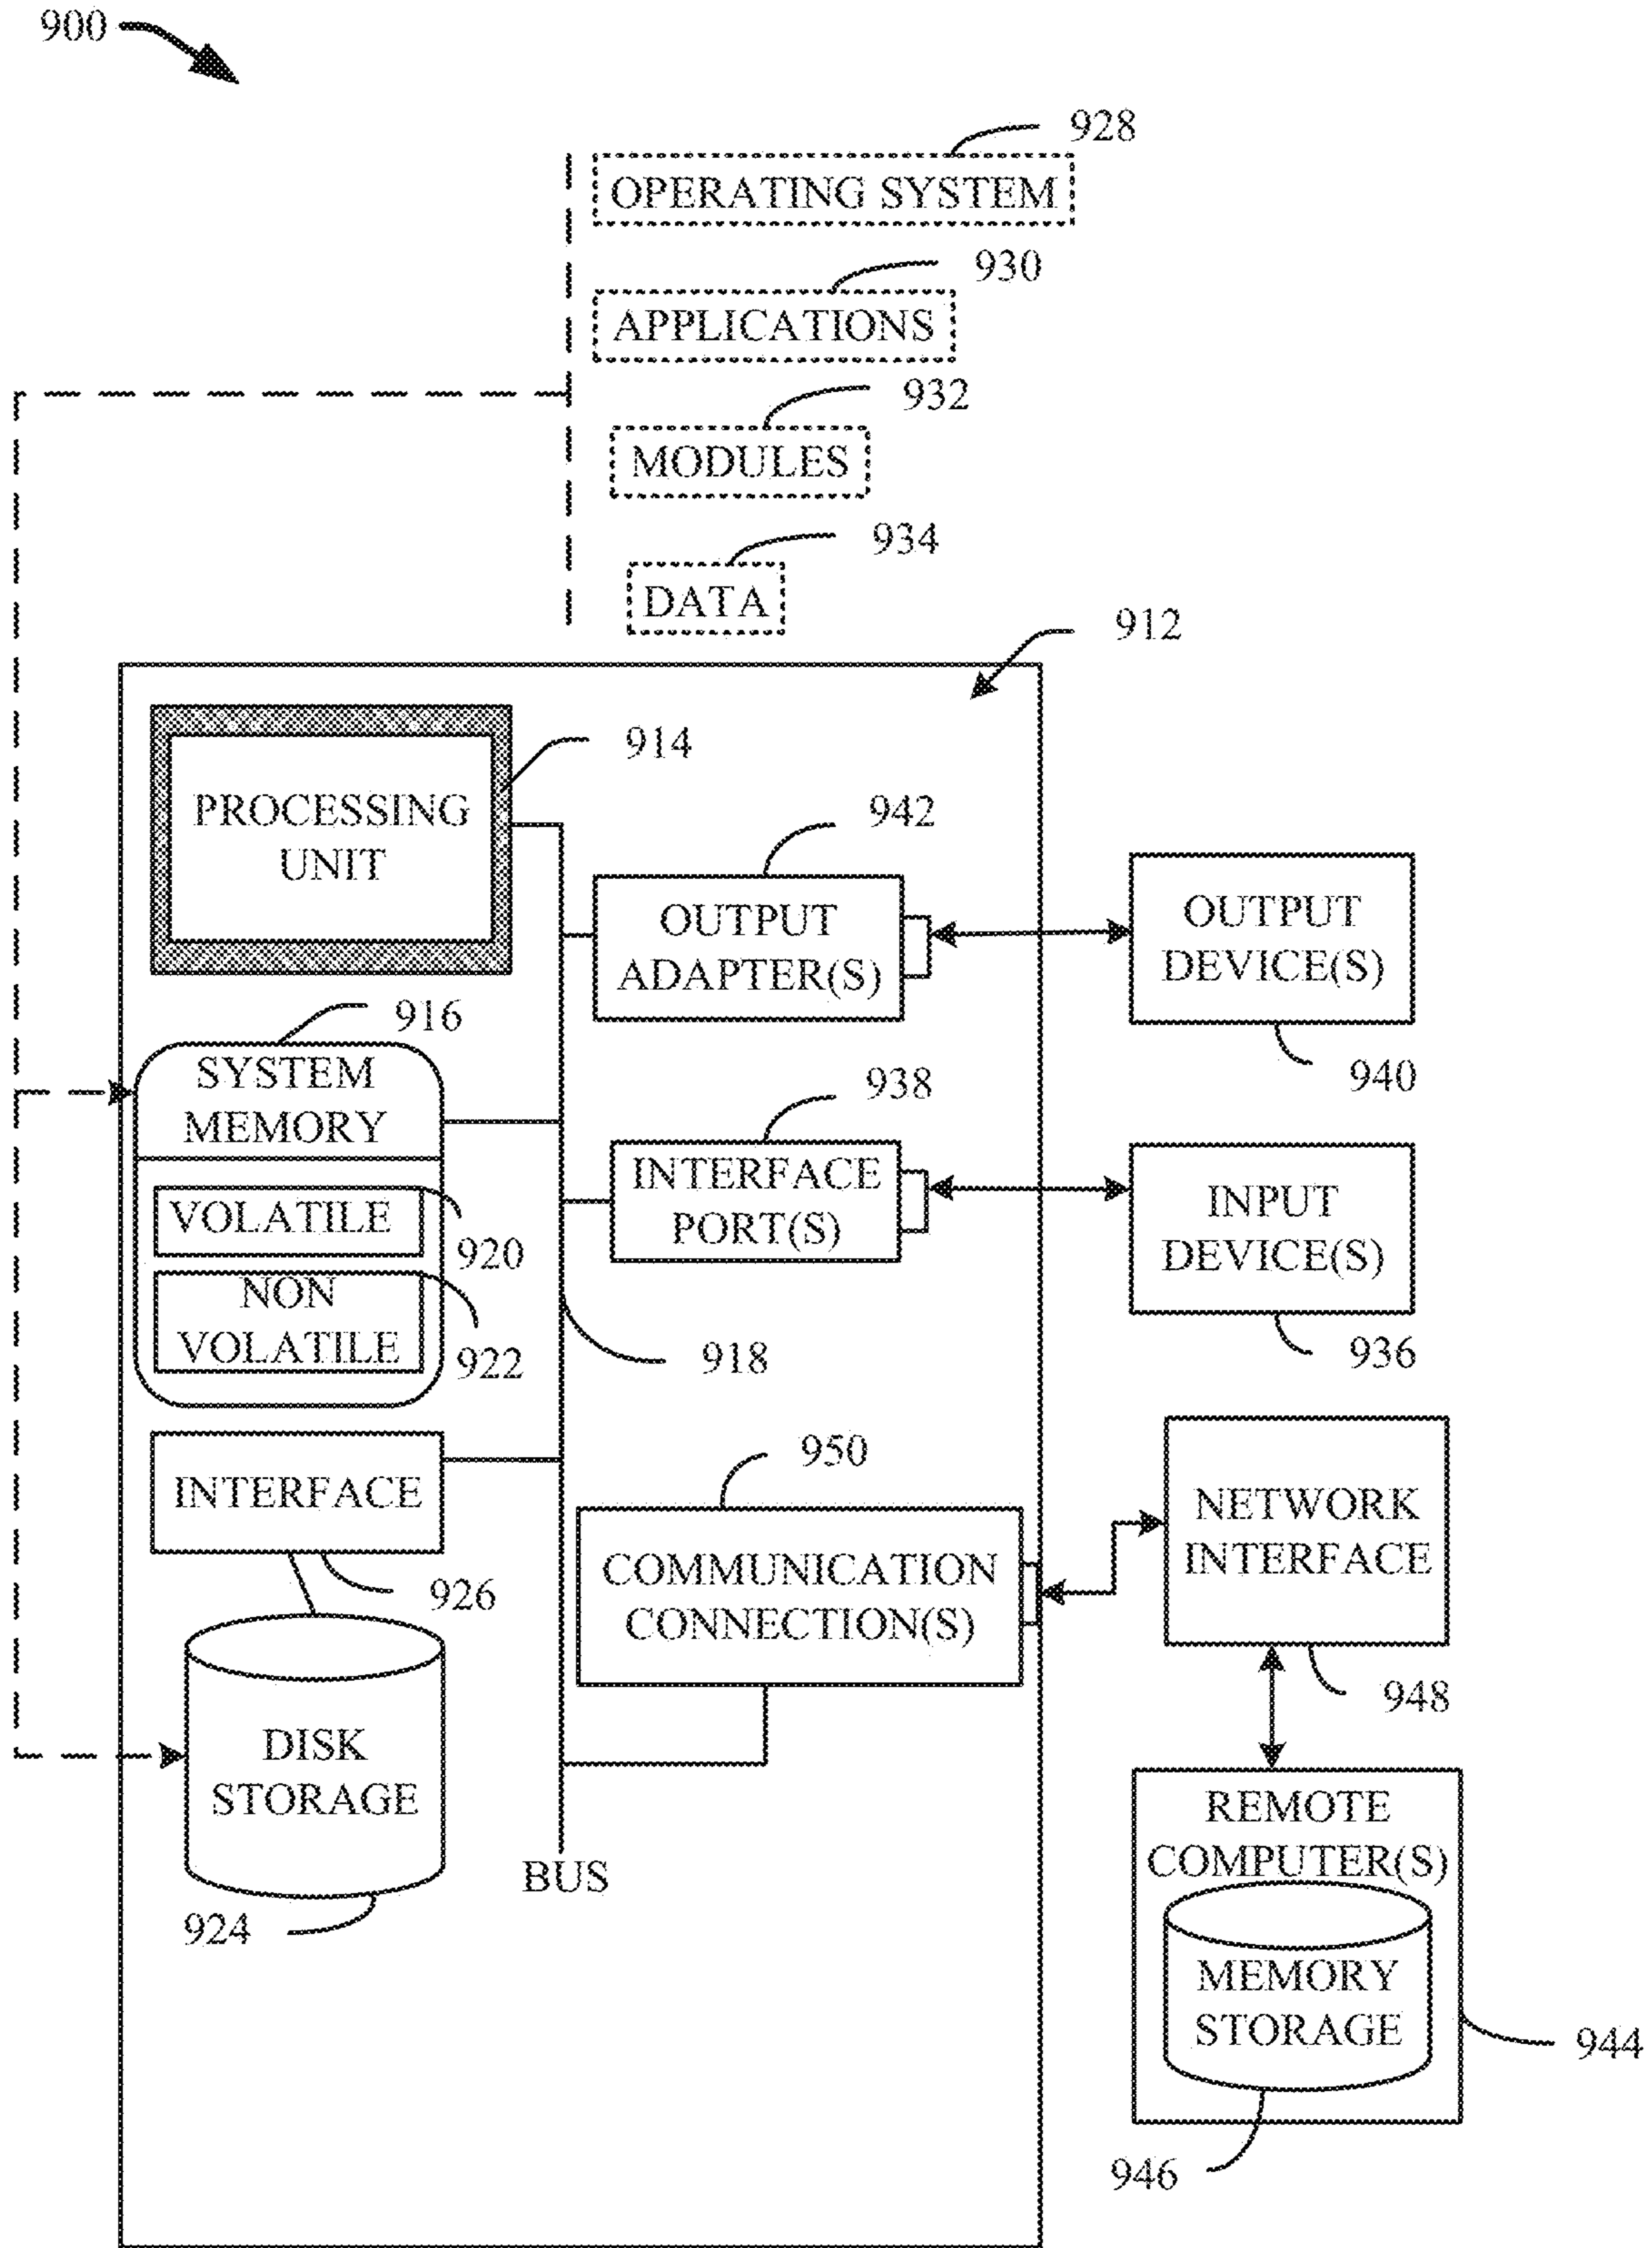 900
928
OPERATING SYSTEM
930
APPLICATIONS
932
MODULES
934
DATA
912
914
PROCESSING
UNIT
942
OUTPUT
ADAPTER(S)
OUTPUT
DEVICE(S)
940
916
SYSTEM
MEMORY
VOLATILE
920
NON
VOLATILE
922
938
INTERFACE
PORT(S)
INPUT
DEVICE(S)
936
918
INTERFACE
926
950
COMMUNICATION
CONNECTION(S)
NETWORK
INTERFACE
948
DISK
STORAGE
924
BUS
REMOTE
COMPUTER(S)
MEMORY
STORAGE
944
946